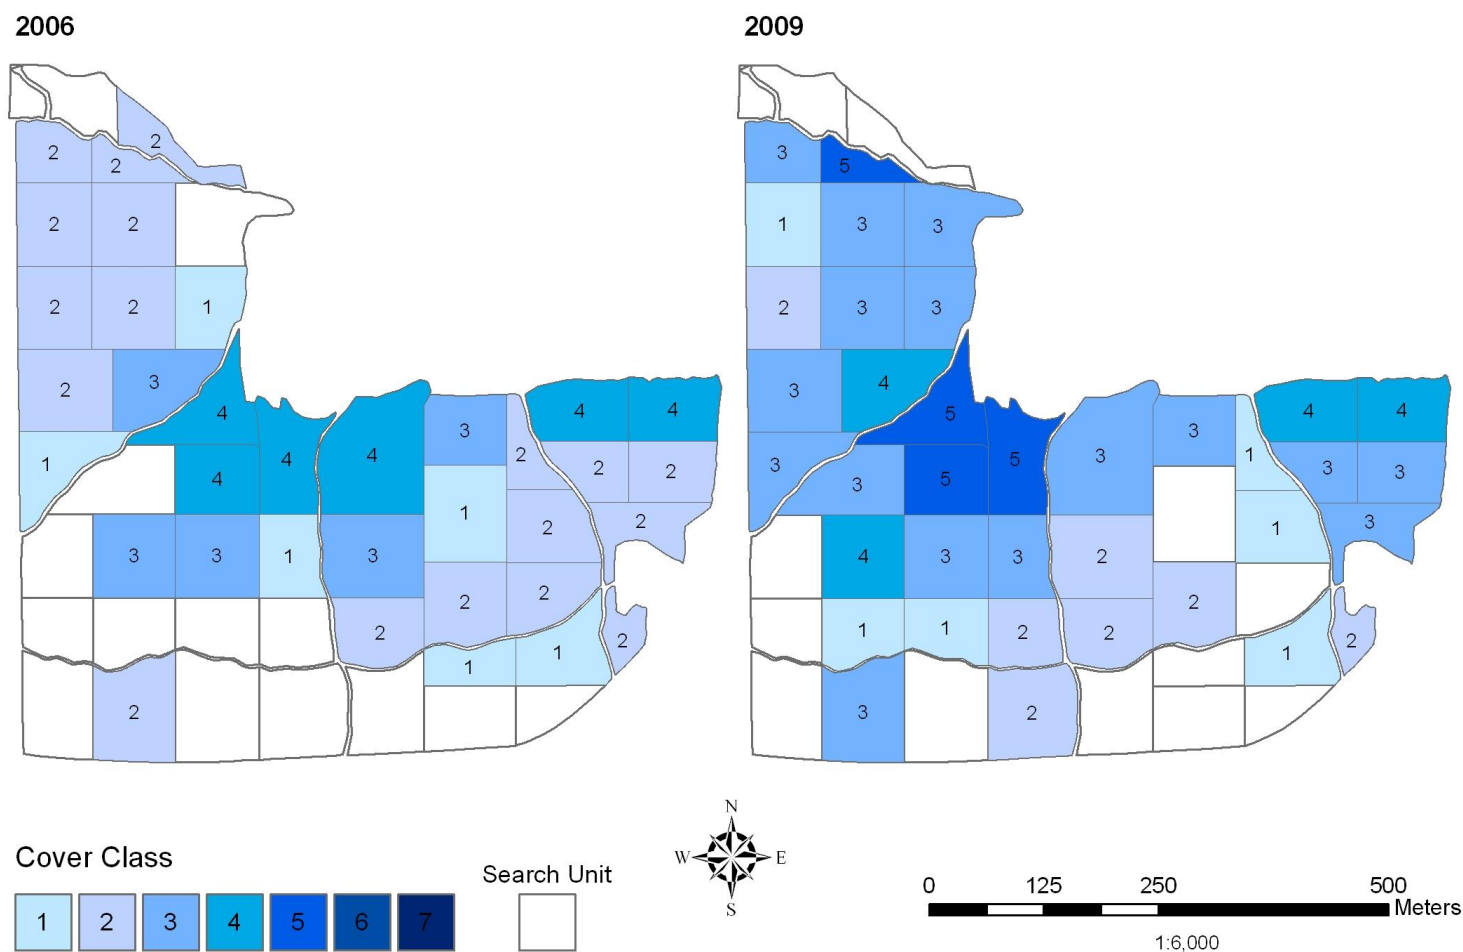 2006 2009
2
2 2
2 2
2 2 1
2 3
4
1 4 4 4 3
2
4 4
2 2
1 2 2
3 3 1 3
2 2
2
1 1 2
2
3 5
1 3 3
2 3 3
3 4
5
3 3 5 5 3 3 1
4 4
3 3
3
4 3 3 2 1
1 1 2 2 2
1 2
3 2
Cover Class
1 2 3 4 5 6 7
Search Unit
N
W E
S
0 125 250 500
Meters
1:6,000